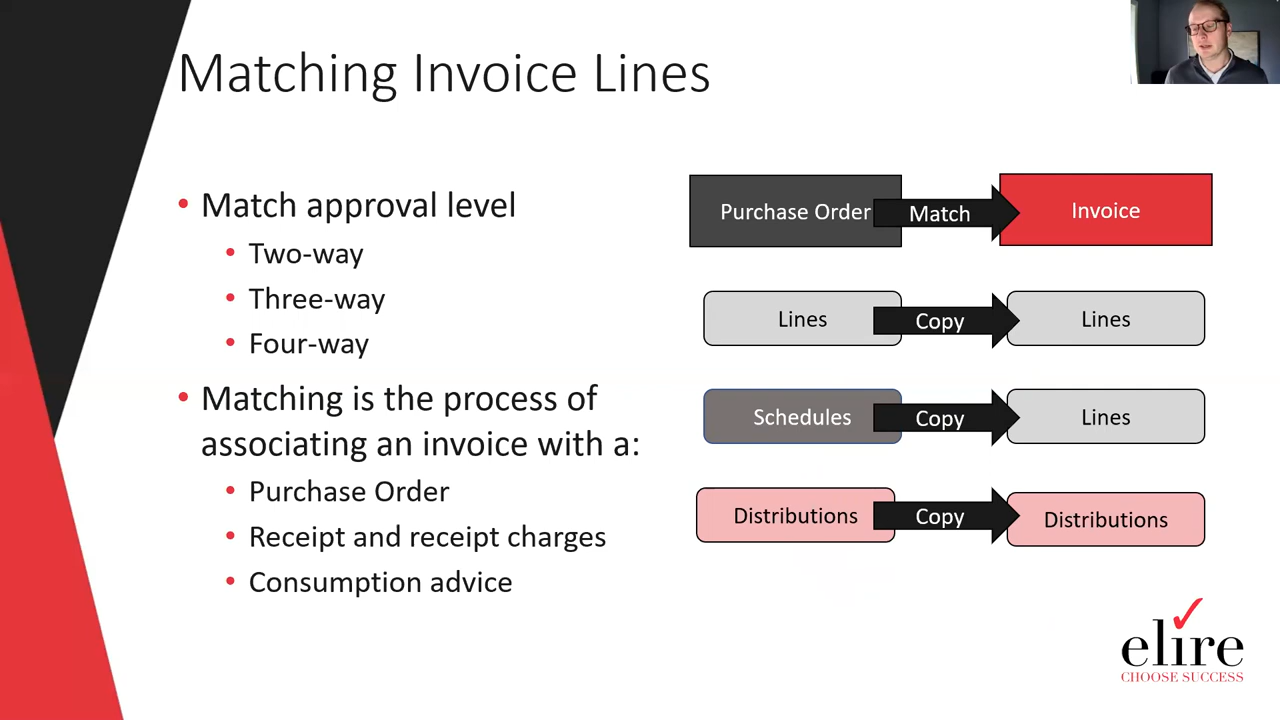 Matching Invoice Lines
• Match approval level
• Two-way
• Three-way
• Four-way
• Matching is the process of
associating an invoice with a:
• Purchase Order
• Receipt and receipt charges
• Consumption advice
Purchase Order Match Invoice
Lines Copy Lines
Schedules Copy Lines
Distributions Copy Distributions
elire
CHOOSE SUCCESS